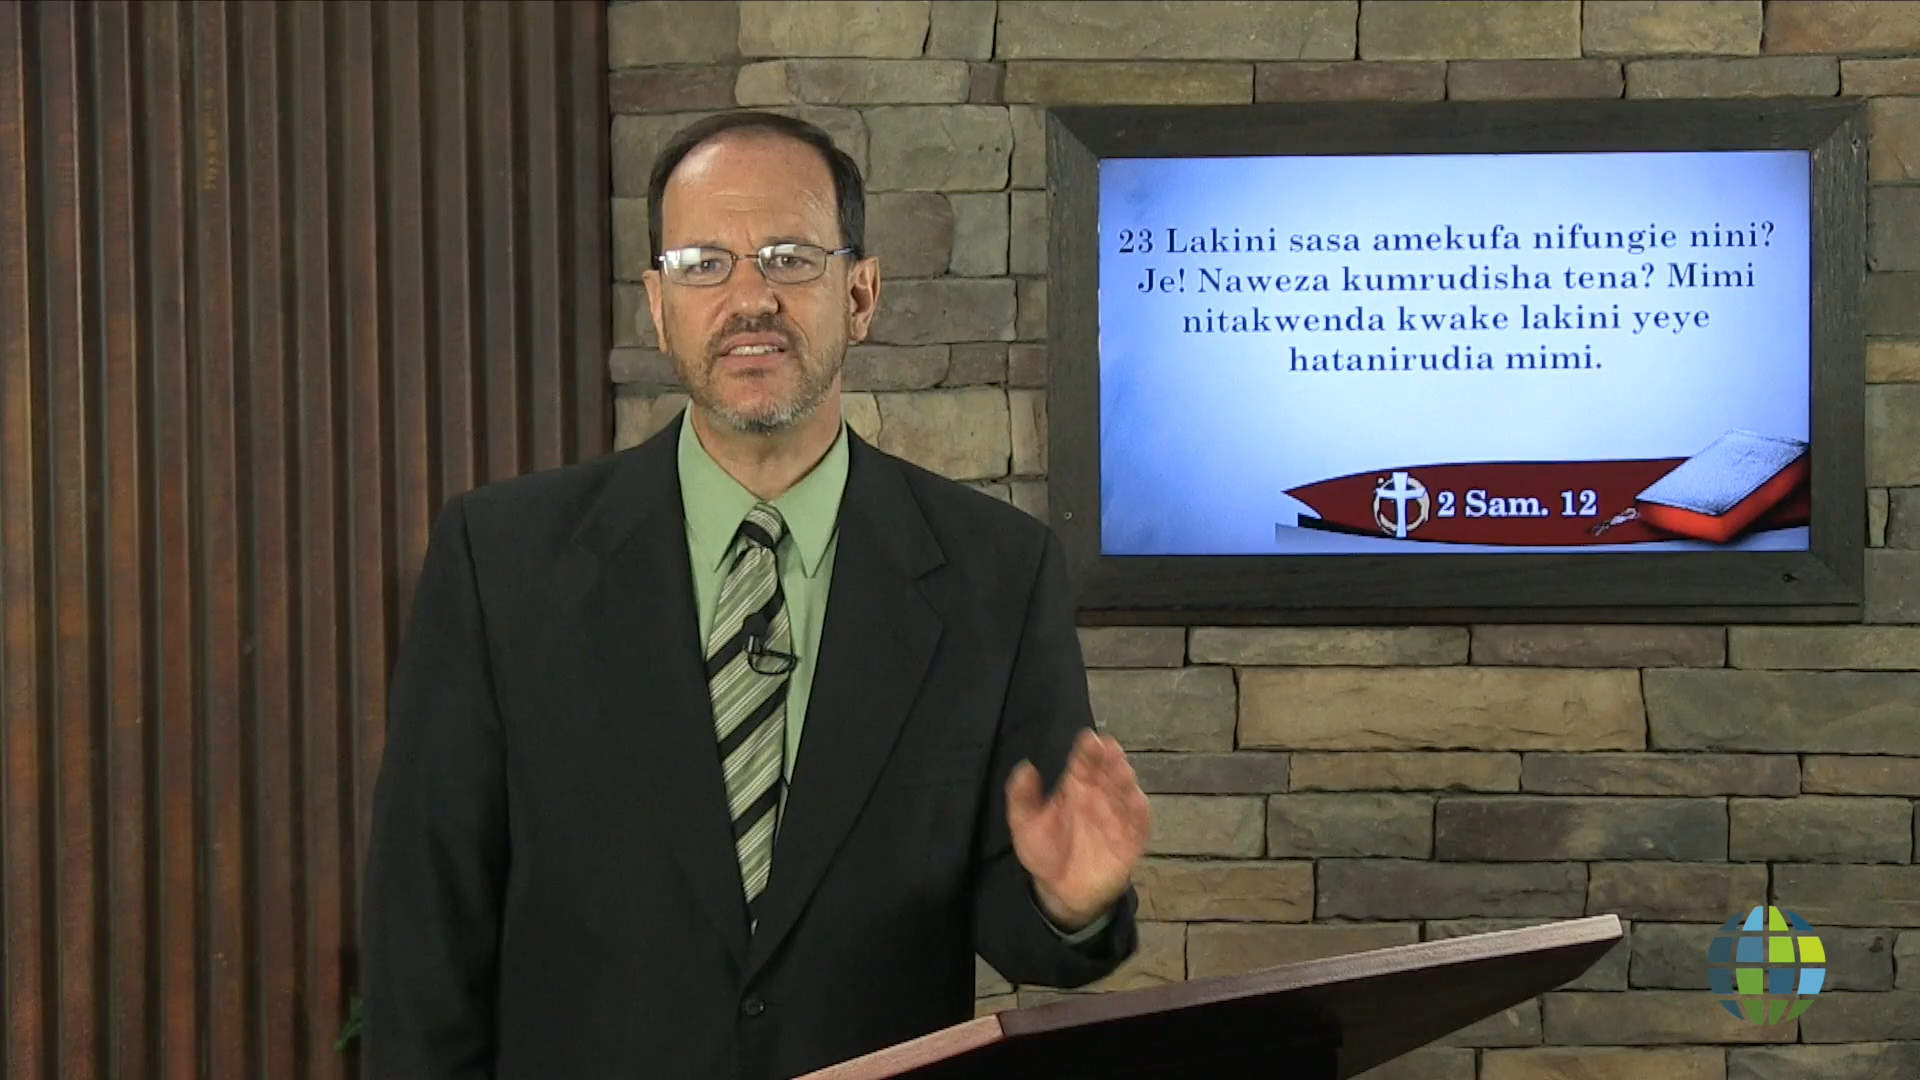 23 Lakini sasa amekufa nifungie nini?
Je! Naweza kumrudisha tena? Mimi
nitakwenda kwake lakini yeye
hatanirudia mimi.
2 Sam. 12